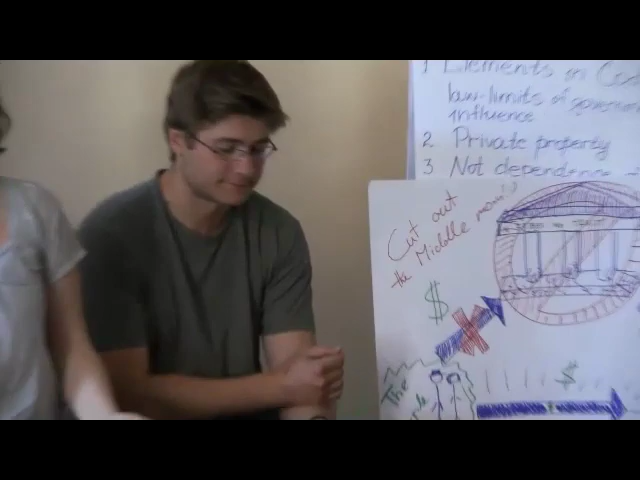 1 Elements on
law-limits of government
influence
2 Private property
3 Not dependence
Cut out
the Middle man!
$
$
The